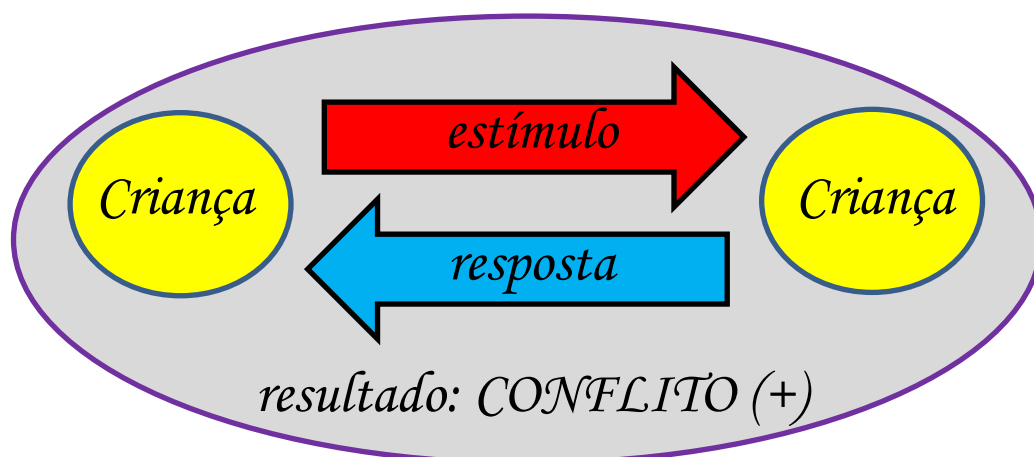 estímulo
Criança
Criança
resposta
resultado: CONFLITO (+)